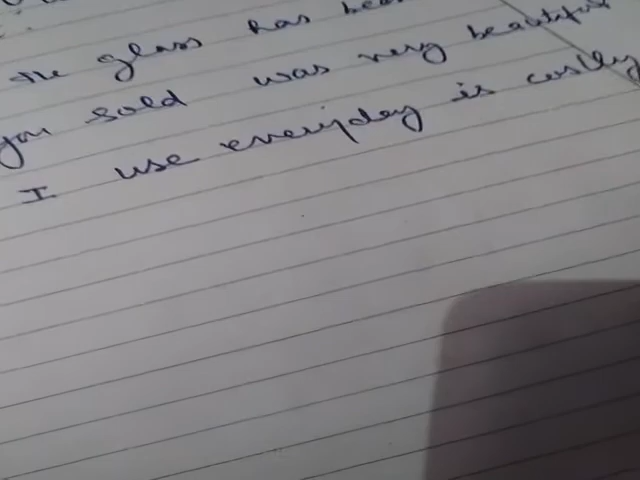 the glass has
you sold was very beautiful
I use everyday is costly